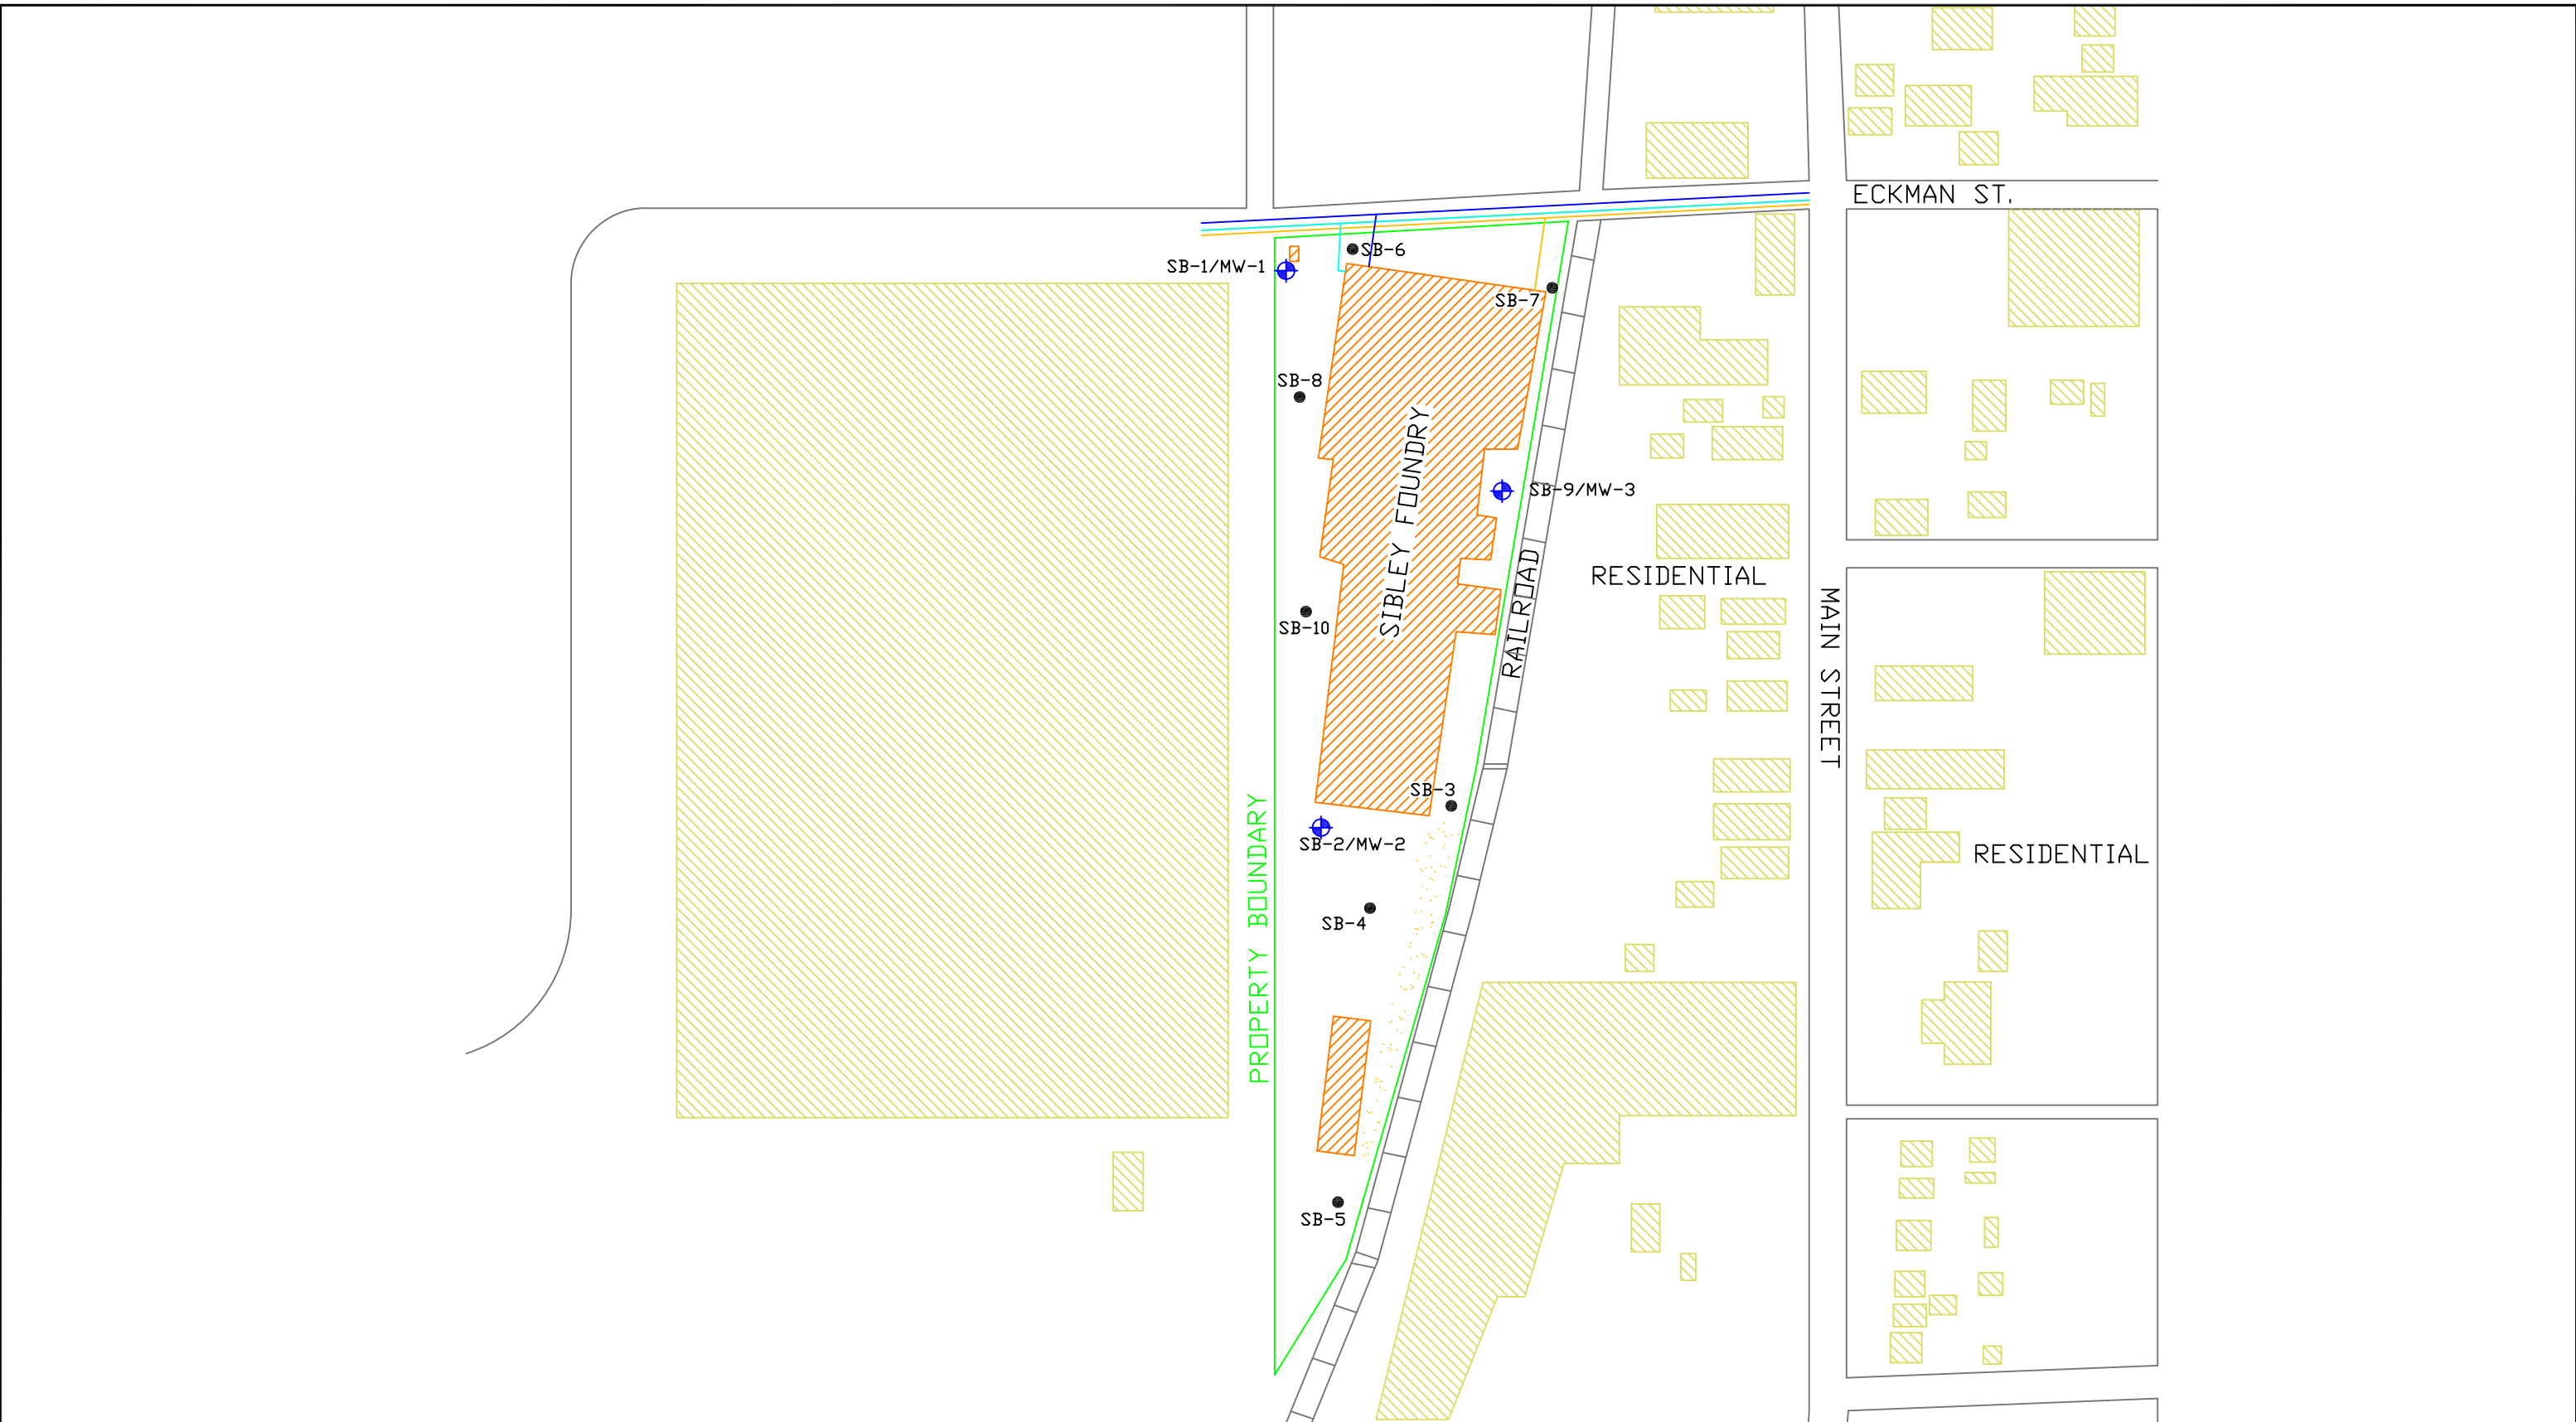 ECKMAN ST.
SB-6
SB-1/MW-1
SB-7
SB-8
SIBLEY FOUNDRY
SB-9/MW-3
RAILROAD
RESIDENTIAL
MAIN STREET
SB-10
SB-3
PROPERTY BOUNDARY
SB-2/MW-2
RESIDENTIAL
SB-4
SB-5